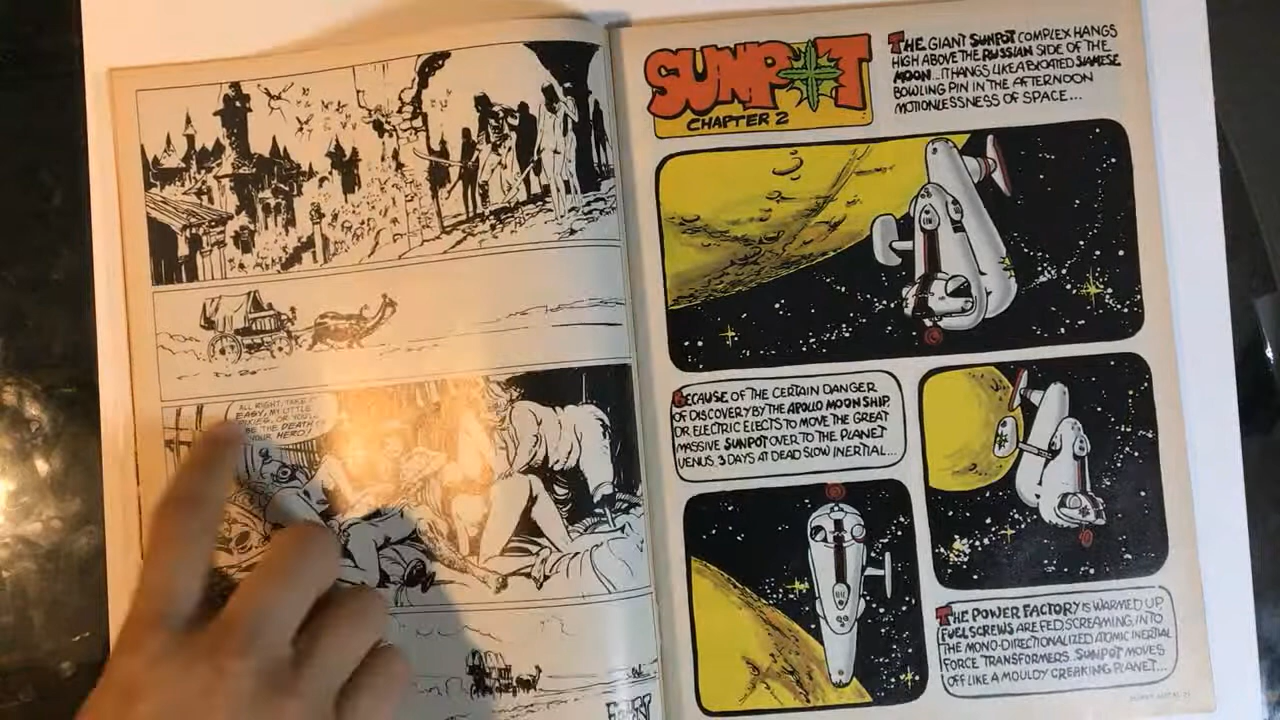 ALL RIGHT, TAKE IT
EASY, MY LITTLE
PIXIES, OR YOU'LL
BE THE DEATH OF
YOUR HERO!
SUNPOT
CHAPTER 2
THE GIANT SUNPOT COMPLEX HANGS
HIGH ABOVE THE RUSSIAN SIDE OF THE
MOON... IT HANGS LIKE A BLOATED SIAMESE
BOWLING PIN IN THE AFTERNOON
MOTIONLESSNESS OF SPACE...
BECAUSE OF THE CERTAIN DANGER
OF DISCOVERY BY THE APOLLO MOON SHIP,
DR ELECTRIC ELECTS TO MOVE THE GREAT
MASSIVE SUNPOT OVER TO THE PLANET
VENUS, 3 DAYS AT DEAD SLOW INERTIAL...
THE POWER FACTORY IS WARMED UP,
FUEL SCREWS ARE FED, SCREAMING, INTO
THE MONO-DIRECTIONALIZED ATOMIC INERTIAL
FORCE TRANSFORMERS... SUNPOT MOVES
OFF LIKE A MOULDY CREAKING PLANET...